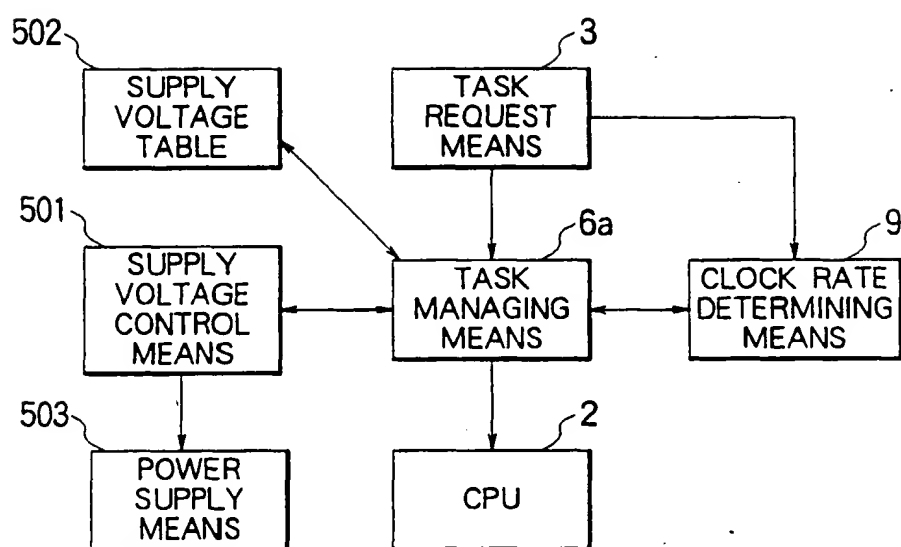 502
SUPPLY
VOLTAGE
TABLE
3
TASK
REQUEST
MEANS
501
SUPPLY
VOLTAGE
CONTROL
MEANS
6a
TASK
MANAGING
MEANS
9
CLOCK RATE
DETERMINING
MEANS
503
POWER
SUPPLY
MEANS
2
CPU